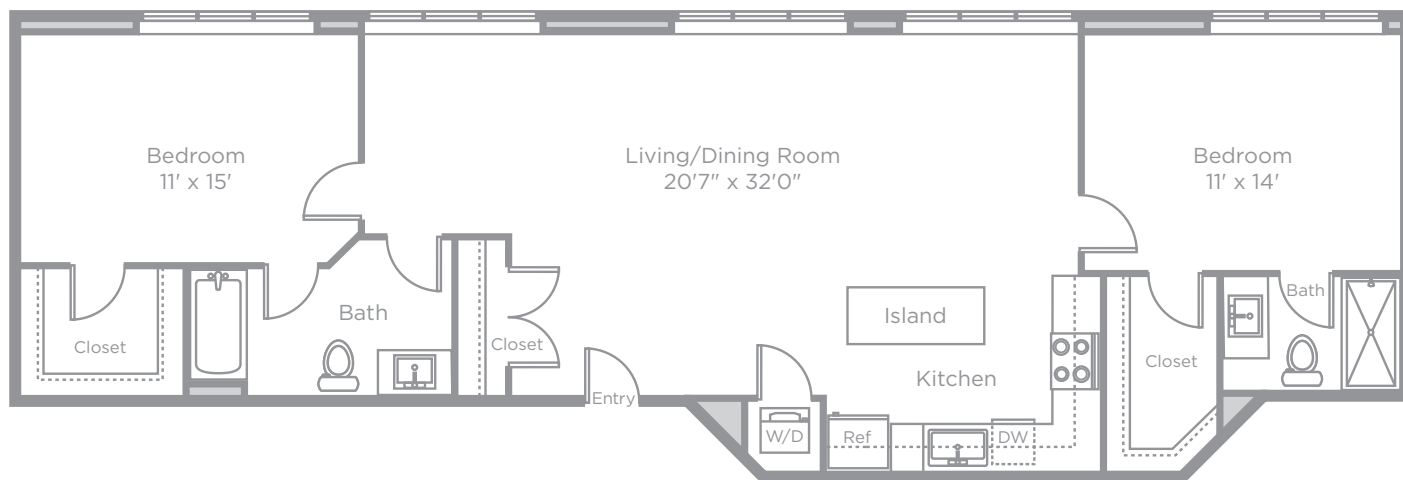 Bedroom
11' x 15'
Living/Dining Room
20'7" x 32'0"
Bedroom
11' x 14'
Closet
Bath
Closet
Entry
Island
Kitchen
W/D
Ref
DW
Closet
Bath